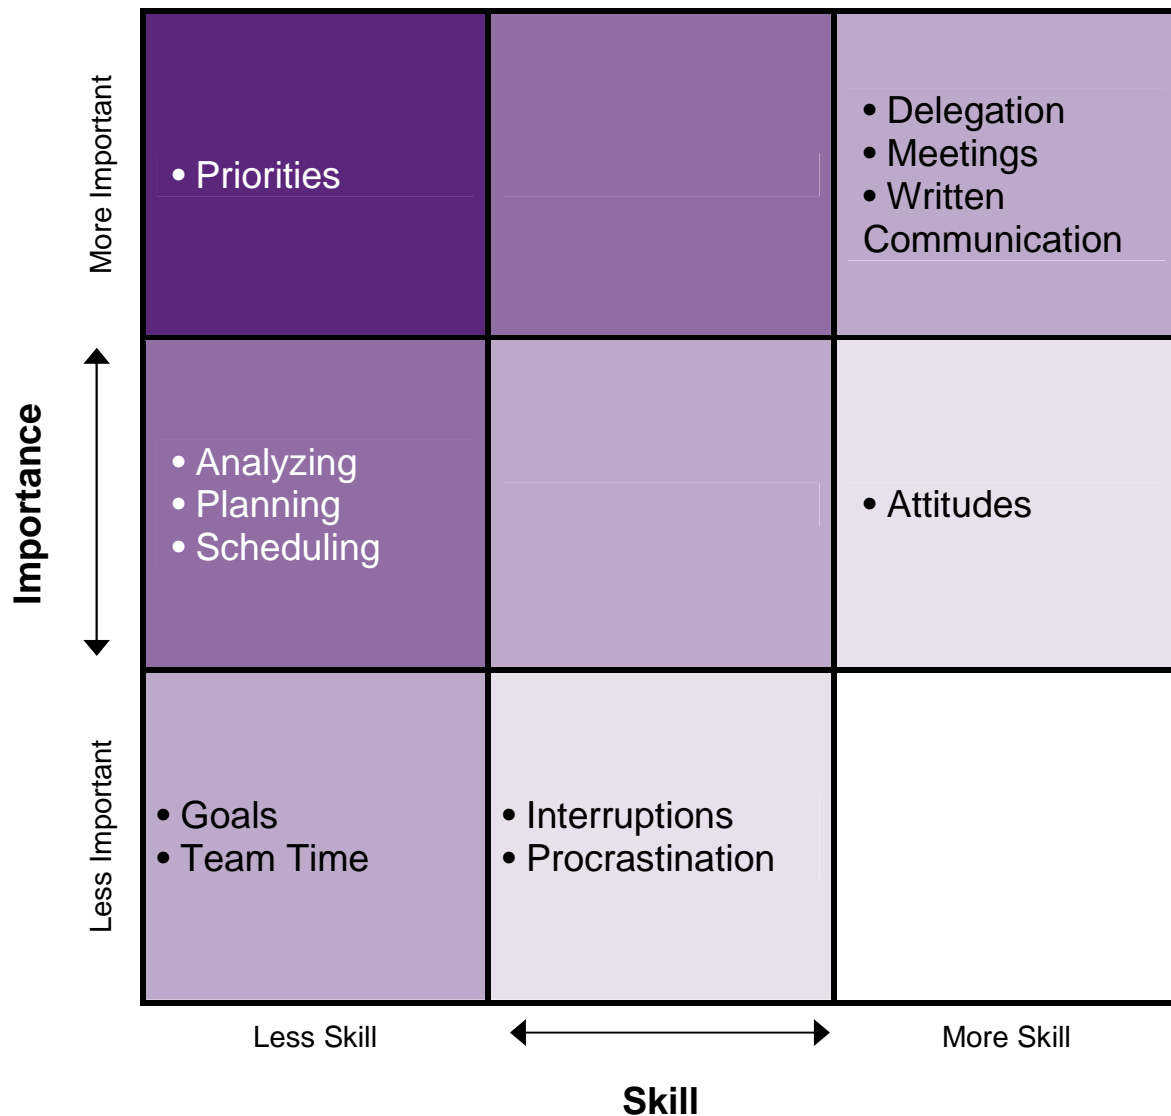 More Important
• Priorities
• Delegation
• Meetings
• Written
Communication
Importance
• Analyzing
• Planning
• Scheduling
• Attitudes
Less Important
• Goals
• Team Time
• Interruptions
• Procrastination
Less Skill
More Skill
Skill